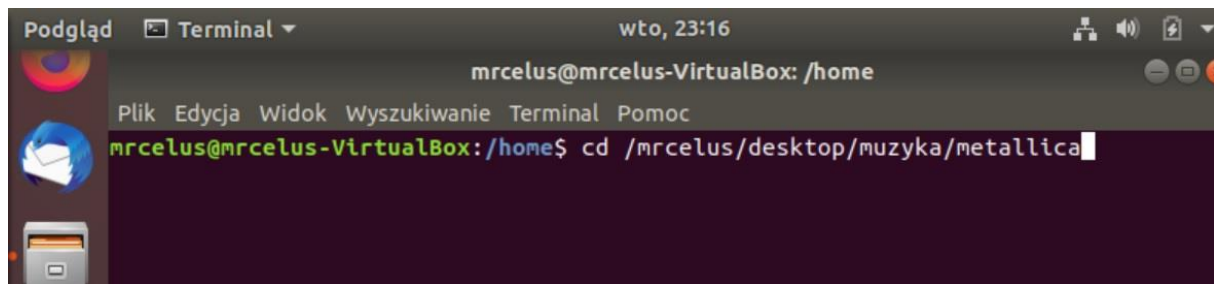 Podgląd Terminal wto, 23:16
mrcelus@mrcelus-VirtualBox: /home
Plik Edycja Widok Wyszukiwanie Terminal Pomoc
mrcelus@mrcelus-VirtualBox:/home$ cd /mrcelus/desktop/muzyka/metallica